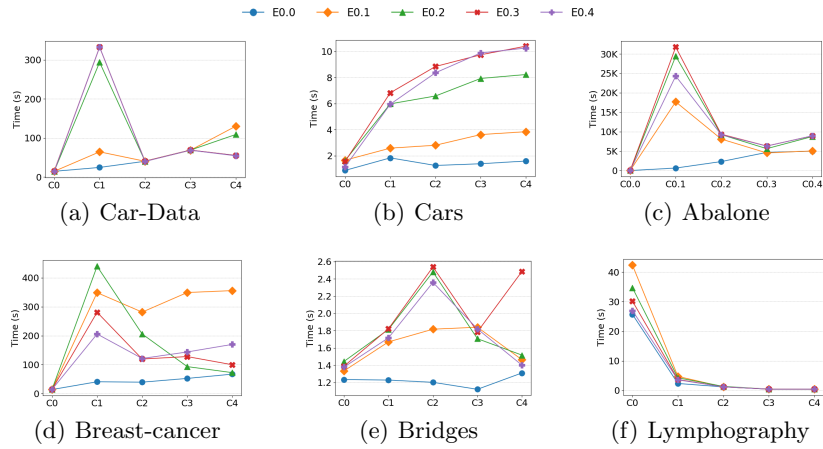 E0.0 E0.1 E0.2 E0.3 E0.4
Time (s)
300
200
100
0
C0 C1 C2 C3 C4
(a) Car-Data
Time (s)
10
8
6
4
2
C0 C1 C2 C3 C4
(b) Cars
Time (s)
30K
25K
20K
15K
10K
5K
0
C0.0 C0.1 C0.2 C0.3 C0.4
(c) Abalone
Time (s)
400
300
200
100
0
C0 C1 C2 C3 C4
(d) Breast-cancer
Time (s)
2.6
2.4
2.2
2.0
1.8
1.6
1.4
1.2
C0 C1 C2 C3 C4
(e) Bridges
Time (s)
40
30
20
10
0
C0 C1 C2 C3 C4
(f) Lymphography